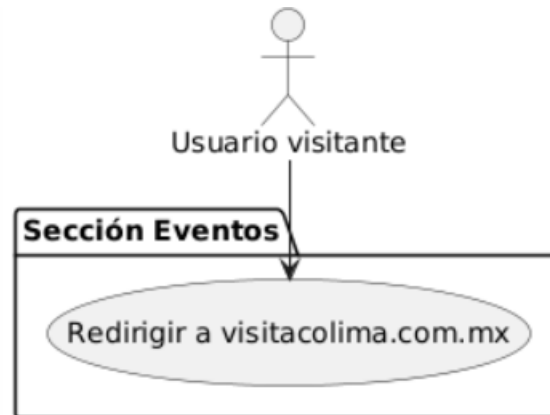 Usuario visitante
Sección Eventos
Redirigir a visitacolima.com.mx